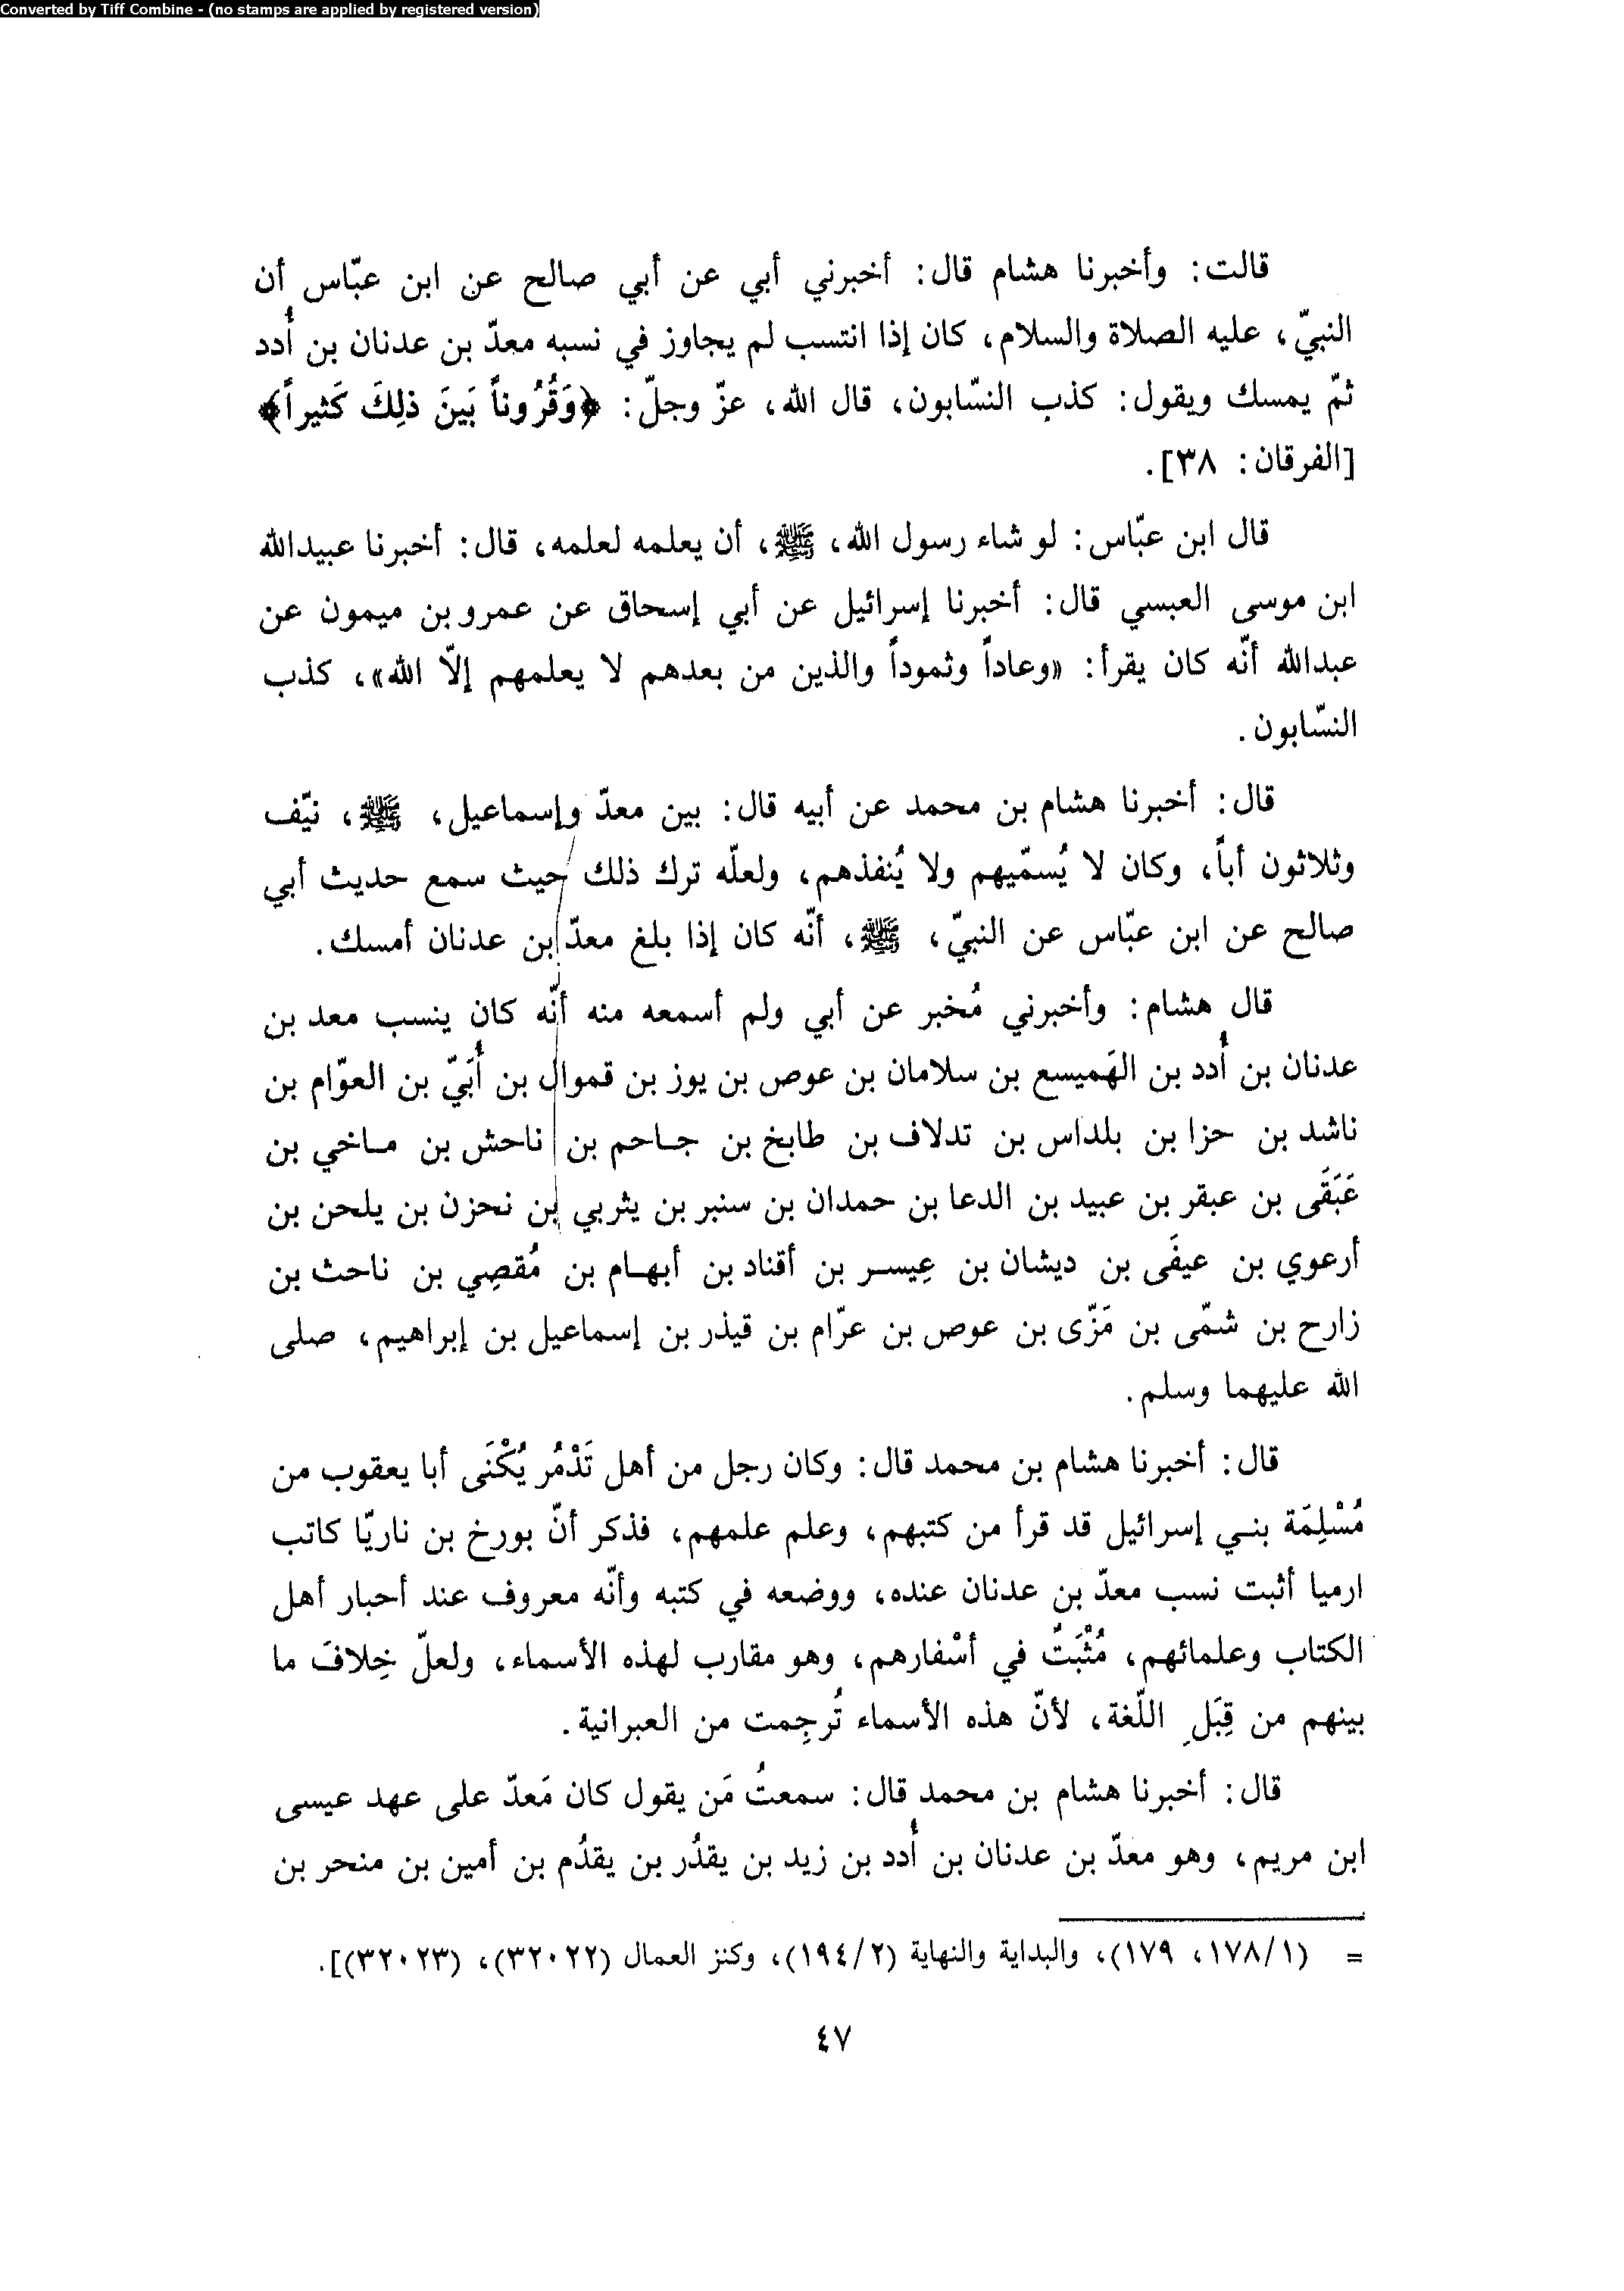 Converted by Tiff Combine - (no stamps are applied by registered version)
قالت: وأخبرنا هشام قال: أخبرني أبي عن أبي صالح عن ابن عبّاس أن
النبيّ، عليه الصلاة والسلام، كان إذا انتسب لم يجاوز في نسبه معدّ بن عدنان بن أُدد
ثمّ يمسك ويقول: كذب النسّابون، قال الله، عزّ وجلّ: ﴿وَقُرُوناً بَينَ ذلِكَ كَثيراً﴾
[الفرقان: ٣٨].
قال ابن عبّاس: لو شاء رسول الله، ﷺ، أن يعلمه لعلمه، قال: أخبرنا عبيدالله
ابن موسى العبسي قال: أخبرنا إسرائيل عن أبي إسحاق عن عمرو بن ميمون عن
عبدالله أنّه كان يقرأ: «وعاداً وثموداً والذين من بعدهم لا يعلمهم إلّا الله»، كذب
النسّابون.
قال: أخبرنا هشام بن محمد عن أبيه قال: بين معدّ وإسماعيل، ﷺ، نيّف
وثلاثون أباً، وكان لا يُسمّيهم ولا يُنفذهم، ولعلّه ترك ذلك حيث سمع حديث أبي
صالح عن ابن عبّاس عن النبيّ، ﷺ، أنّه كان إذا بلغ معدّ بن عدنان أمسك.
قال هشام: وأخبرني مُخبر عن أبي ولم أسمعه منه أنّه كان ينسب معد بن
عدنان بن أُدد بن الهَميسع بن سلامان بن عوص بن يوز بن قموال بن أُبَيّ بن العوّام بن
ناشد بن حزا بن بلداس بن تدلاف بن طابخ بن جاحم بن ناحش بن ماخي بن
عَبَقَى بن عبقر بن عبيد بن الدعا بن حمدان بن سنبر بن يثربي بن نحزن بن يلحن بن
أرعوي بن عيفَى بن ديشان بن عِيسر بن أقناد بن أبهام بن مُقصِي بن ناحث بن
زارح بن شمّى بن مَزّى بن عوص بن عرّام بن قيذر بن إسماعيل بن إبراهيم، صلى
الله عليهما وسلم.
قال: أخبرنا هشام بن محمد قال: وكان رجل من أهل تَدْمُر يُكْنَى أبا يعقوب من
مُسْلِمَة بني إسرائيل قد قرأ من كتبهم، وعلم علمهم، فذكر أنّ بورخ بن ناريّا كاتب
ارميا أثبت نسب معدّ بن عدنان عنده، ووضعه في كتبه وأنّه معروف عند أحبار أهل
الكتاب وعلمائهم، مُثْبَتٌ في أسْفارهم، وهو مقارب لهذه الأسماء، ولعلّ خِلافَ ما
بينهم من قِبَلِ اللّغة، لأنّ هذه الأسماء تُرجِمت من العبرانية.
قال: أخبرنا هشام بن محمد قال: سمعتُ مَن يقول كان مَعدّ على عهد عيسى
ابن مريم، وهو معدّ بن عدنان بن أُدد بن زيد بن يقدُر بن يقدُم بن أمين بن منحر بن
= (١/١٧٨، ١٧٩)، والبداية والنهاية (٢/١٩٤)، وكنز العمال (٣٢٠٢٢)، (٣٢٠٢٣)].
٤٧